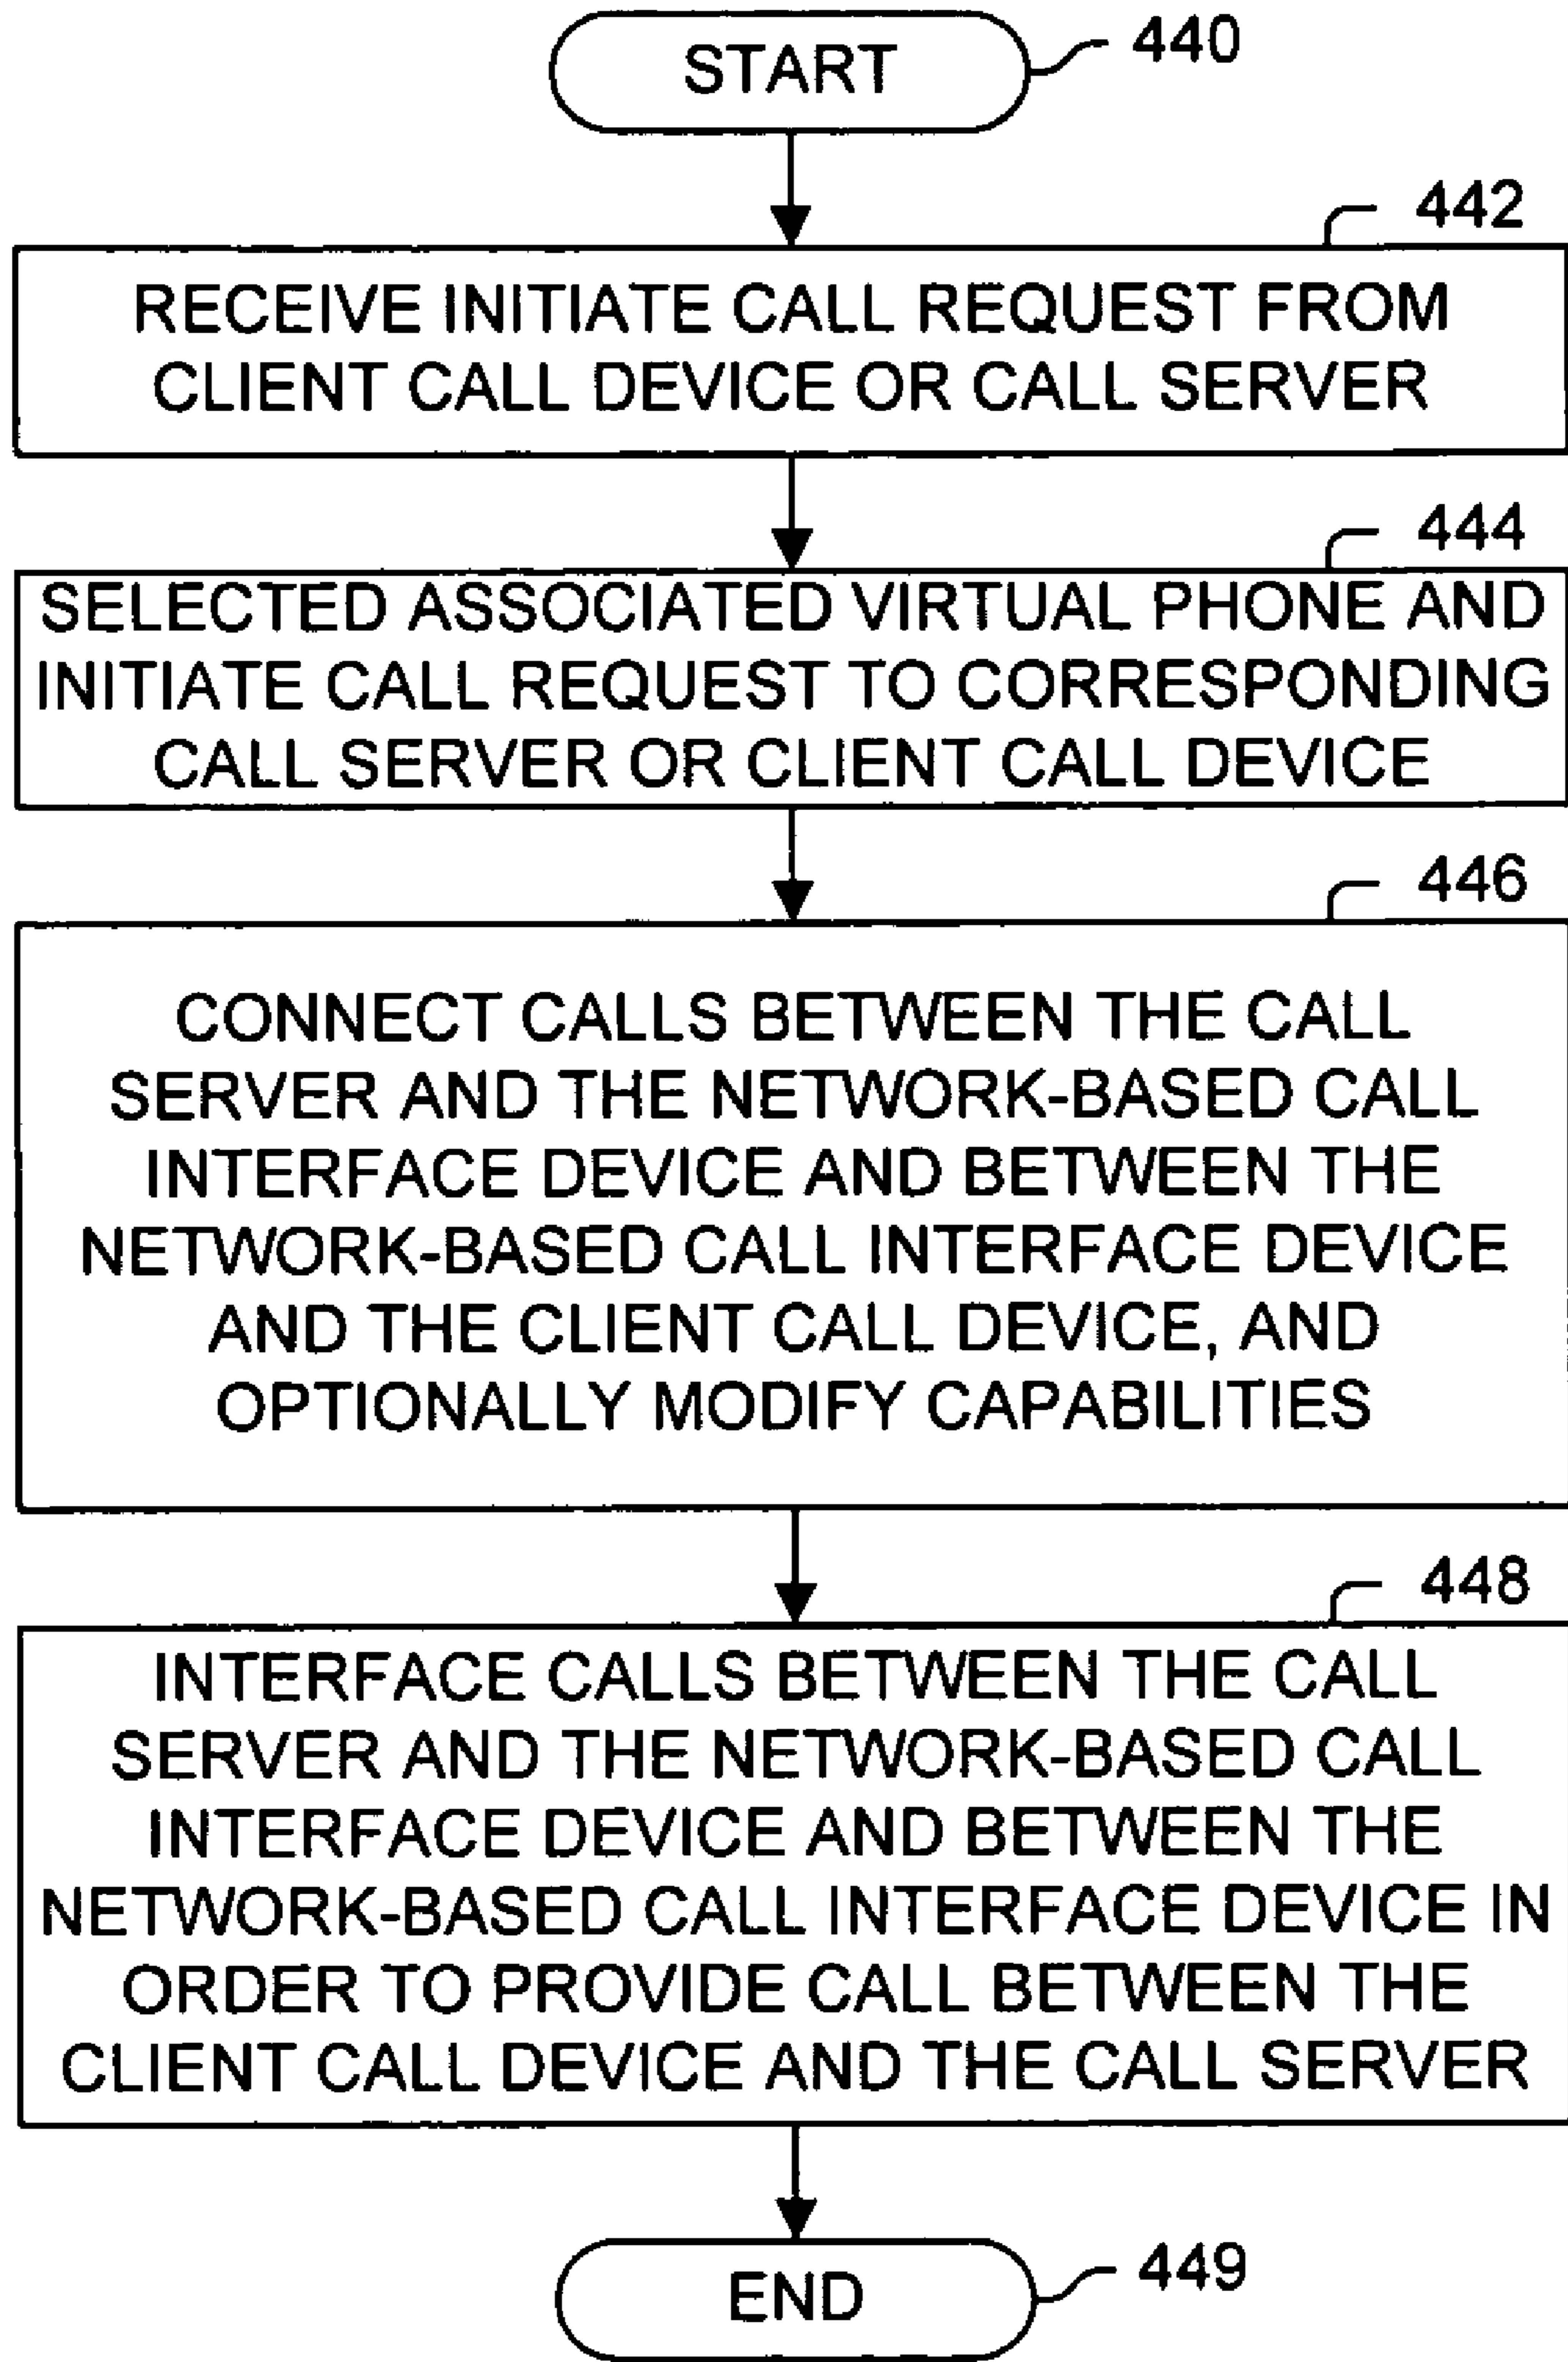 START
440
442
RECEIVE INITIATE CALL REQUEST FROM
CLIENT CALL DEVICE OR CALL SERVER
444
SELECTED ASSOCIATED VIRTUAL PHONE AND
INITIATE CALL REQUEST TO CORRESPONDING
CALL SERVER OR CLIENT CALL DEVICE
446
CONNECT CALLS BETWEEN THE CALL
SERVER AND THE NETWORK-BASED CALL
INTERFACE DEVICE AND BETWEEN THE
NETWORK-BASED CALL INTERFACE DEVICE
AND THE CLIENT CALL DEVICE, AND
OPTIONALLY MODIFY CAPABILITIES
448
INTERFACE CALLS BETWEEN THE CALL
SERVER AND THE NETWORK-BASED CALL
INTERFACE DEVICE AND BETWEEN THE
NETWORK-BASED CALL INTERFACE DEVICE IN
ORDER TO PROVIDE CALL BETWEEN THE
CLIENT CALL DEVICE AND THE CALL SERVER
END
449